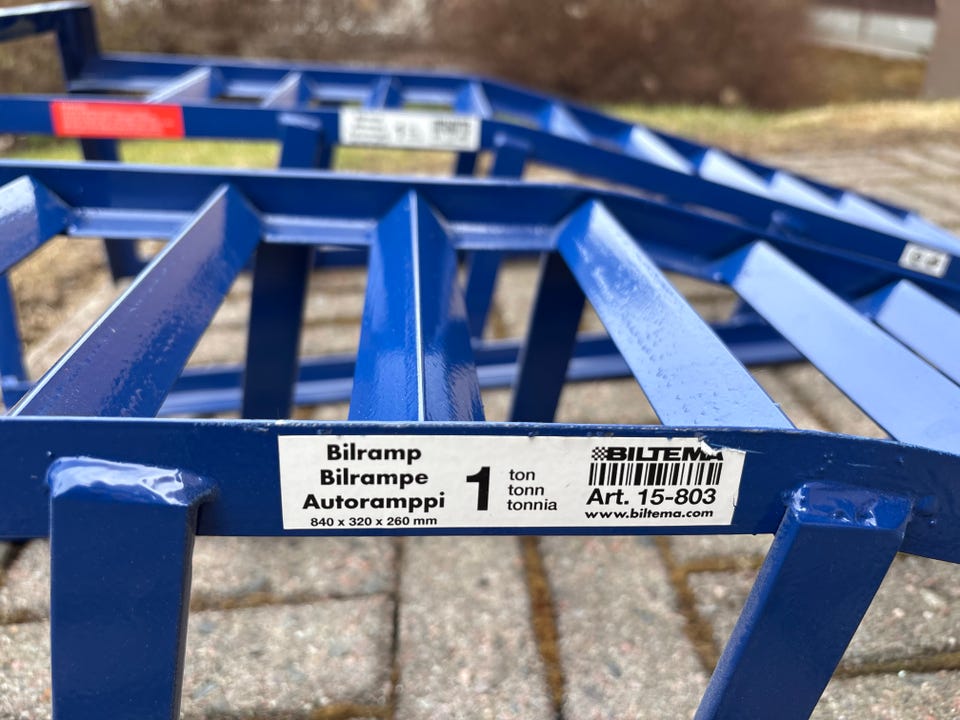 Bilramp
Bilrampe
Autoramppi
840 x 320 x 260 mm
1
ton
tonn
tonnia
BILTEMA
Art. 15-803
www.biltema.com